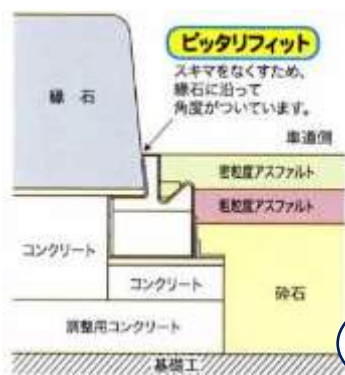 ピッタリフィット
スキマをなくすため、
縁石に沿って
角度がついています。
縁 石
車道側
密粒度アスファルト
粗粒度アスファルト
コンクリート
コンクリート
砕石
調整用コンクリート
基礎工